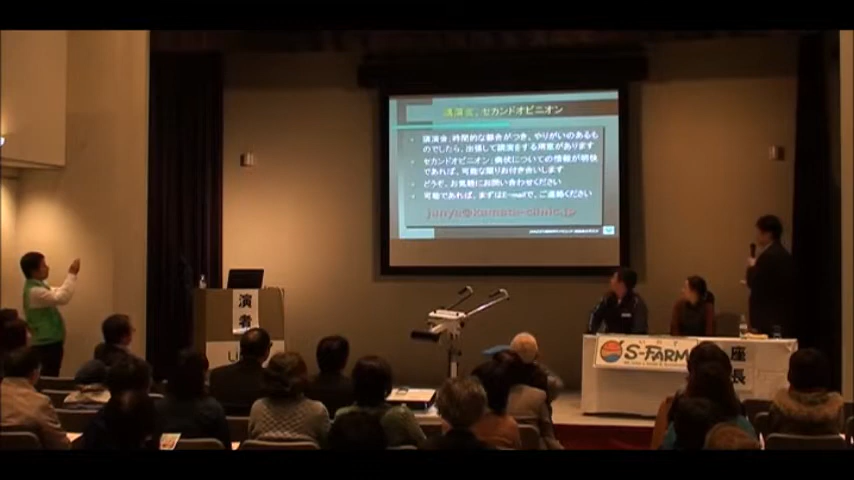 講演会、セカンドオピニオン
• 講演会:時間的な都合がつき、やりがいのあるも
のでしたら、出張して講演をする用意があります
• セカンドオピニオン:病状についての情報が明快
であれば、可能な限りお付き合いします
• どうぞ、お気軽にお問い合わせください
• 可能であれば、まずはE-mailで、ご連絡ください
演者
S-FARM
座長